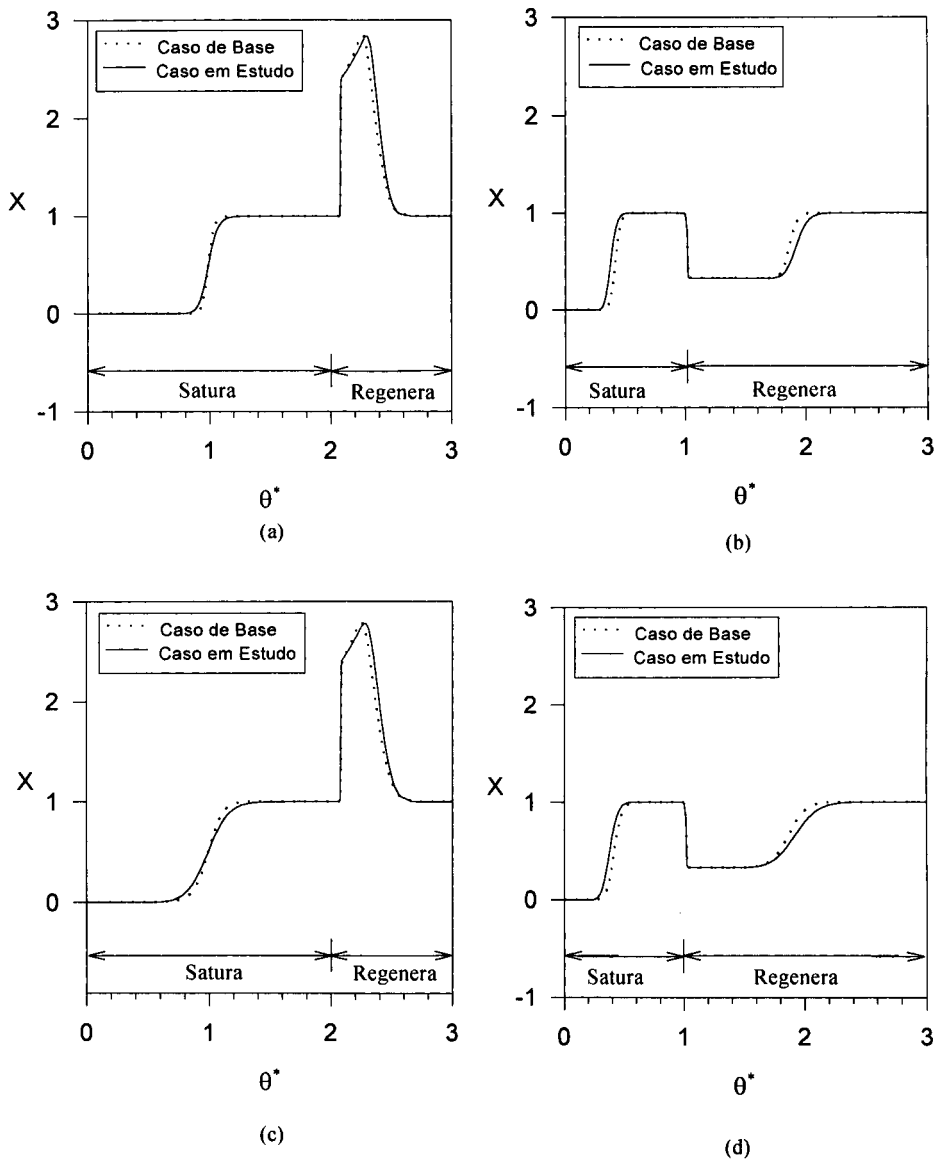 3
2
1
0
-1
X
Caso de Base
Caso em Estudo
Satura
Regenera
0
1
2
3
θ*
(a)
3
2
1
0
-1
X
Caso de Base
Caso em Estudo
Satura
Regenera
0
1
2
3
θ*
(b)
3
2
1
0
X
Caso de Base
Caso em Estudo
Satura
Regenera
0
1
2
3
θ*
(c)
3
2
1
0
-1
X
Caso de Base
Caso em Estudo
Satura
Regenera
0
1
2
3
θ*
(d)